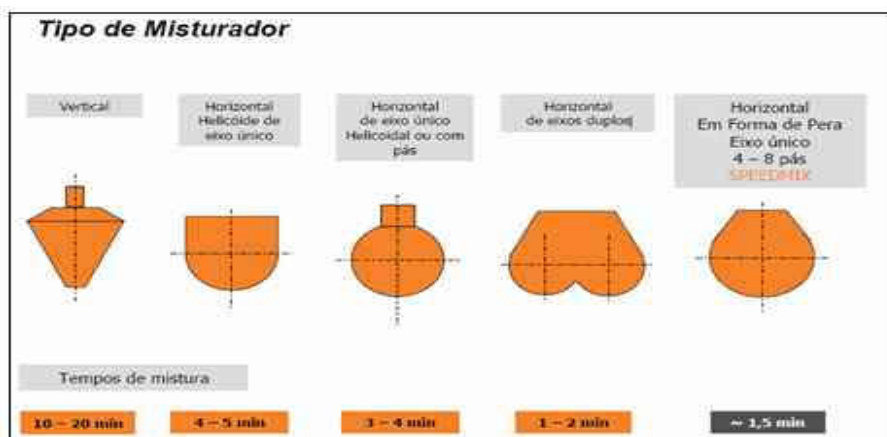 Tipo de Misturador
Vertical
Horizontal
Helicóide de
eixo único
Horizontal
de eixo único
Helicoidal ou com
pás
Horizontal
de eixos duplos
Horizontal
Em Forma de Pera
Eixo único
4 – 8 pás
SPEEDMIX
Tempos de mistura
10 – 20 min
4 – 5 min
3 – 4 min
1 – 2 min
~ 1,5 min